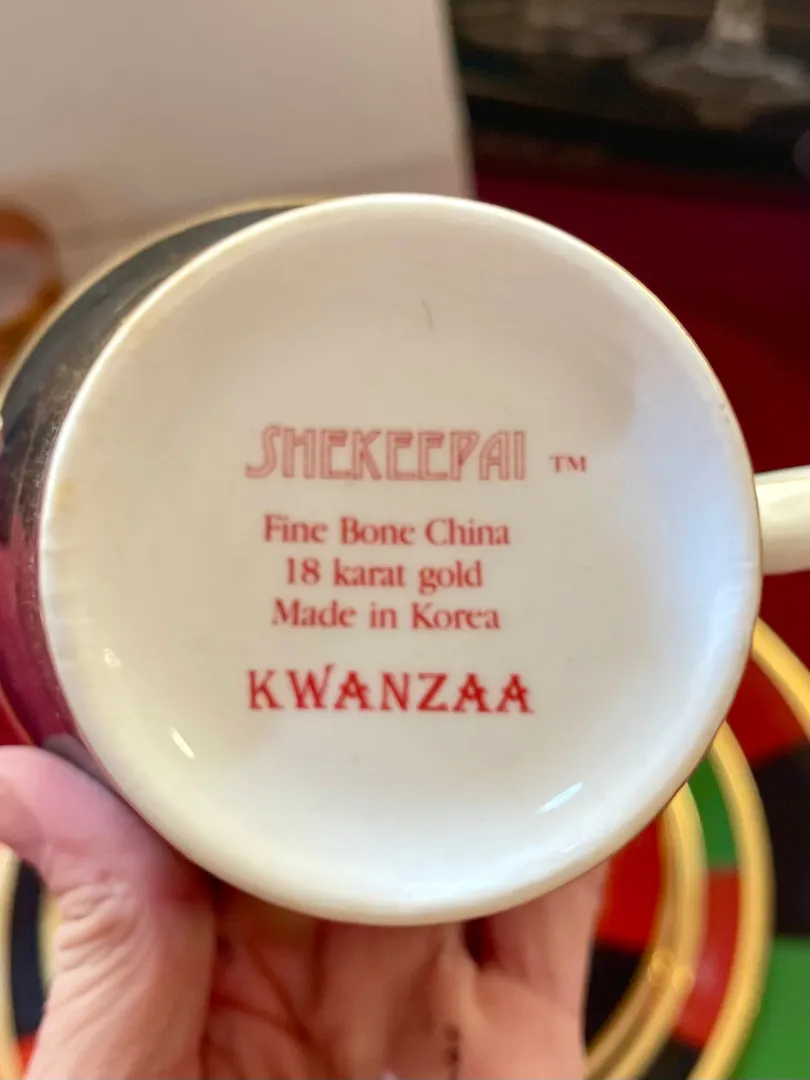 SHEKEEPAI ™
Fine Bone China
18 karat gold
Made in Korea
KWANZAA